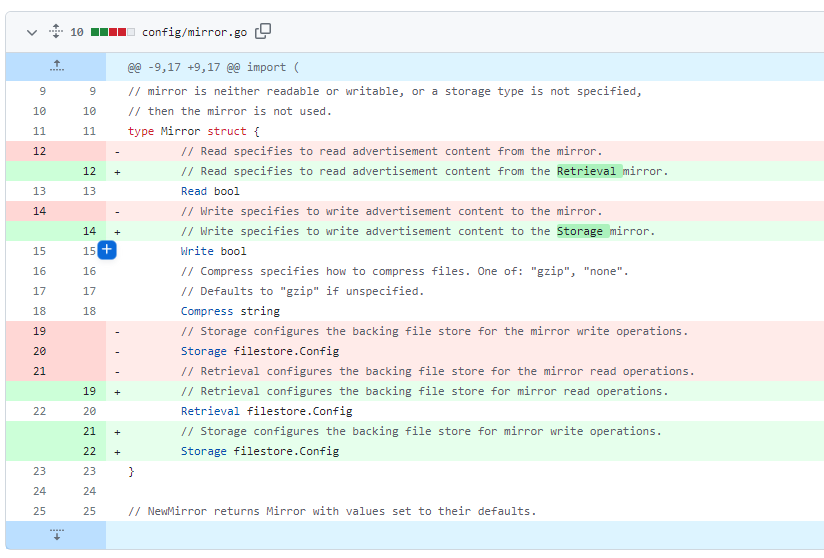 10 config/mirror.go
@@ -9,17 +9,17 @@ import (
9 9 // mirror is neither readable or writable, or a storage type is not specified,
10 10 // then the mirror is not used.
11 11 type Mirror struct {
12 - // Read specifies to read advertisement content from the mirror.
12 + // Read specifies to read advertisement content from the Retrieval mirror.
13 13 Read bool
14 - // Write specifies to write advertisement content to the mirror.
14 + // Write specifies to write advertisement content to the Storage mirror.
15 15 Write bool
16 16 // Compress specifies how to compress files. One of: "gzip", "none".
17 17 // Defaults to "gzip" if unspecified.
18 18 Compress string
19 - // Storage configures the backing file store for the mirror write operations.
20 - Storage filestore.Config
21 - // Retrieval configures the backing file store for the mirror read operations.
19 + // Retrieval configures the backing file store for mirror read operations.
22 20 Retrieval filestore.Config
21 + // Storage configures the backing file store for mirror write operations.
22 + Storage filestore.Config
23 23 }
24 24
25 25 // NewMirror returns Mirror with values set to their defaults.